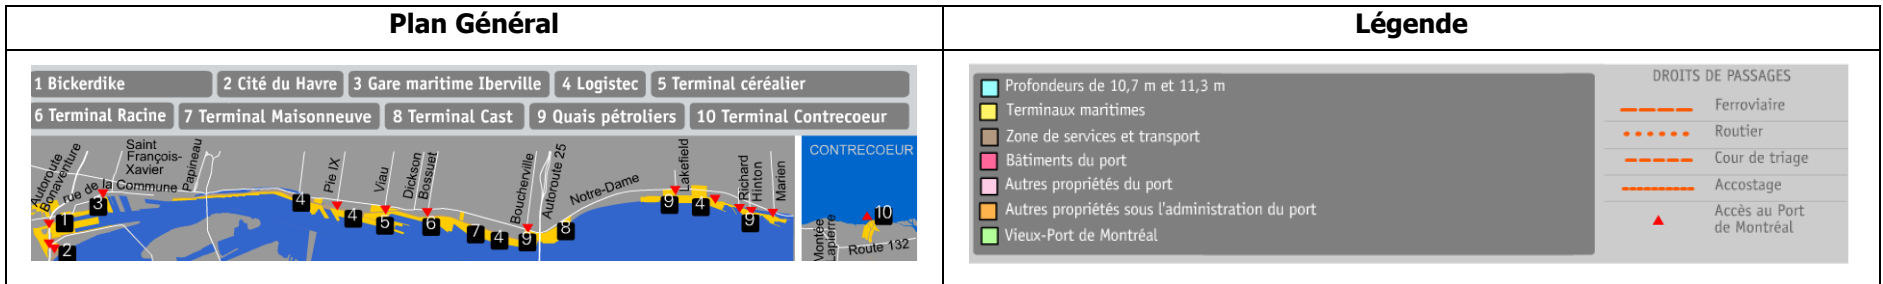 Plan Général
Légende
1 Bickerdike
2 Cité du Havre
3 Gare maritime Iberville
4 Logistec
5 Terminal céréalier
6 Terminal Racine
7 Terminal Maisonneuve
8 Terminal Cast
9 Quais pétroliers
10 Terminal Contrecoeur
Autoroute
Bonaventure
rue de la Commune
Saint
François-
Xavier
Papineau
Pie IX
Viau
Dickson
Bossuet
Boucherville
Autoroute 25
Notre-Dame
Lakefield
Richard
Hinton
Marien
1
2
3
4
4
5
6
7
4
9
8
9
4
9
CONTRECOEUR
10
Montée
Lapierre
Route 132
Profondeurs de 10,7 m et 11,3 m
Terminaux maritimes
Zone de services et transport
Bâtiments du port
Autres propriétés du port
Autres propriétés sous l'administration du port
Vieux-Port de Montréal
DROITS DE PASSAGES
Ferroviaire
Routier
Cour de triage
Accostage
Accès au Port
de Montréal